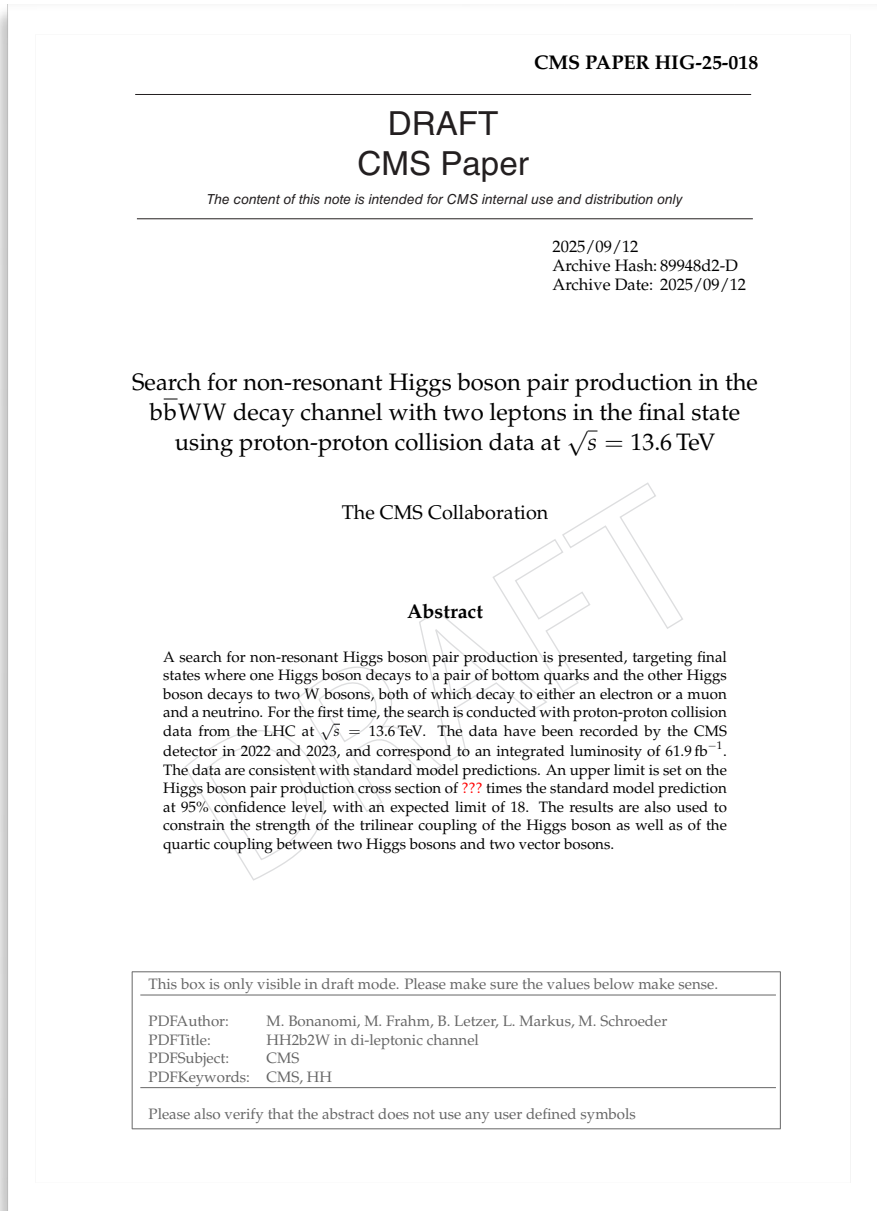 CMS PAPER HIG-25-018
DRAFT
CMS Paper
The content of this note is intended for CMS internal use and distribution only
2025/09/12
Archive Hash: 89948d2-D
Archive Date: 2025/09/12
Search for non-resonant Higgs boson pair production in the
bb̅WW decay channel with two leptons in the final state
using proton-proton collision data at √s = 13.6 TeV
The CMS Collaboration
DRAFT
Abstract
A search for non-resonant Higgs boson pair production is presented, targeting final
states where one Higgs boson decays to a pair of bottom quarks and the other Higgs
boson decays to two W bosons, both of which decay to either an electron or a muon
and a neutrino. For the first time, the search is conducted with proton-proton collision
data from the LHC at √s = 13.6 TeV. The data have been recorded by the CMS
detector in 2022 and 2023, and correspond to an integrated luminosity of 61.9 fb⁻¹.
The data are consistent with standard model predictions. An upper limit is set on the
Higgs boson pair production cross section of ??? times the standard model prediction
at 95% confidence level, with an expected limit of 18. The results are also used to
constrain the strength of the trilinear coupling of the Higgs boson as well as of the
quartic coupling between two Higgs bosons and two vector bosons.
This box is only visible in draft mode. Please make sure the values below make sense.
PDFAuthor: M. Bonanomi, M. Frahm, B. Letzer, L. Markus, M. Schroeder
PDFTitle: HH2b2W in di-leptonic channel
PDFSubject: CMS
PDFKeywords: CMS, HH
Please also verify that the abstract does not use any user defined symbols